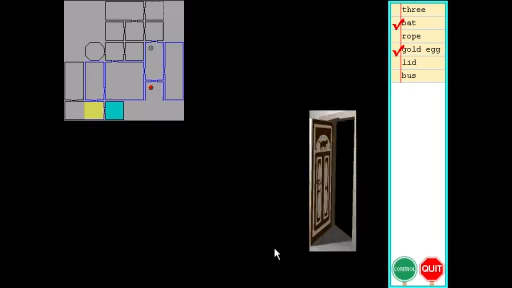 three
bat
rope
gold egg
lid
bus
CONTROL
QUIT